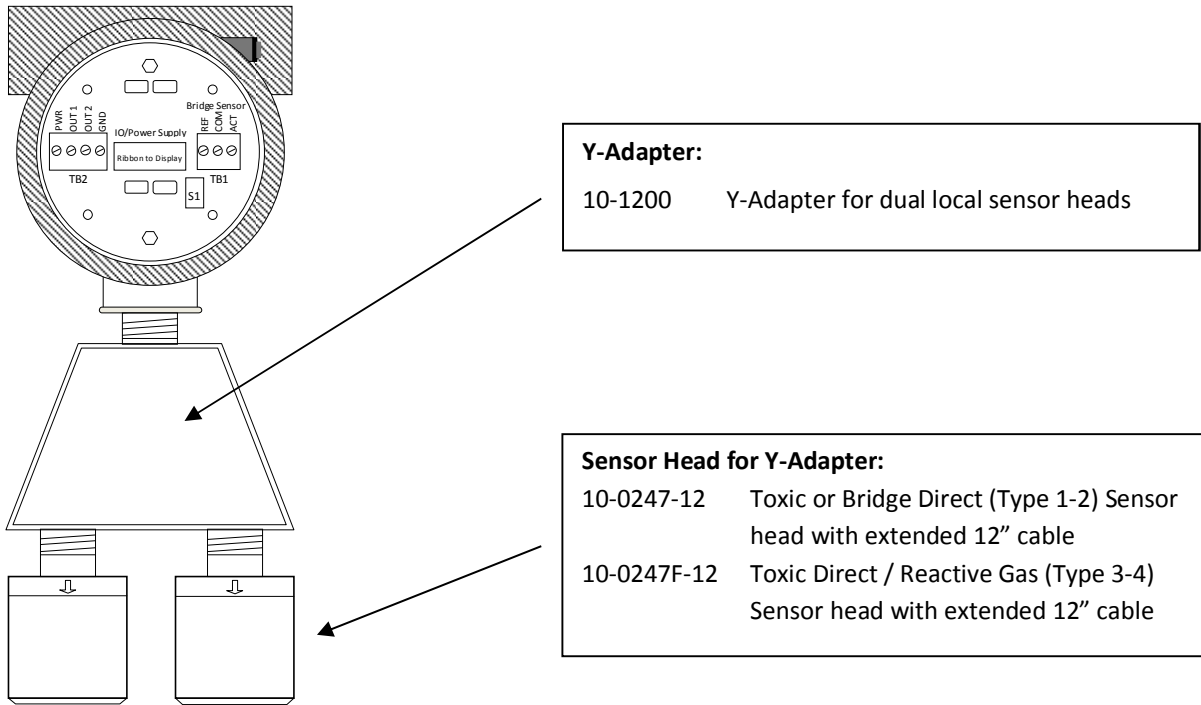 Bridge Sensor
PWR
OUT 1
OUT 2
GND
REF
COM
ACT
IO/Power Supply
Ribbon to Display
TB2
TB1
S1
Y-Adapter:
10-1200 Y-Adapter for dual local sensor heads
Sensor Head for Y-Adapter:
10-0247-12 Toxic or Bridge Direct (Type 1-2) Sensor
head with extended 12” cable
10-0247F-12 Toxic Direct / Reactive Gas (Type 3-4)
Sensor head with extended 12” cable